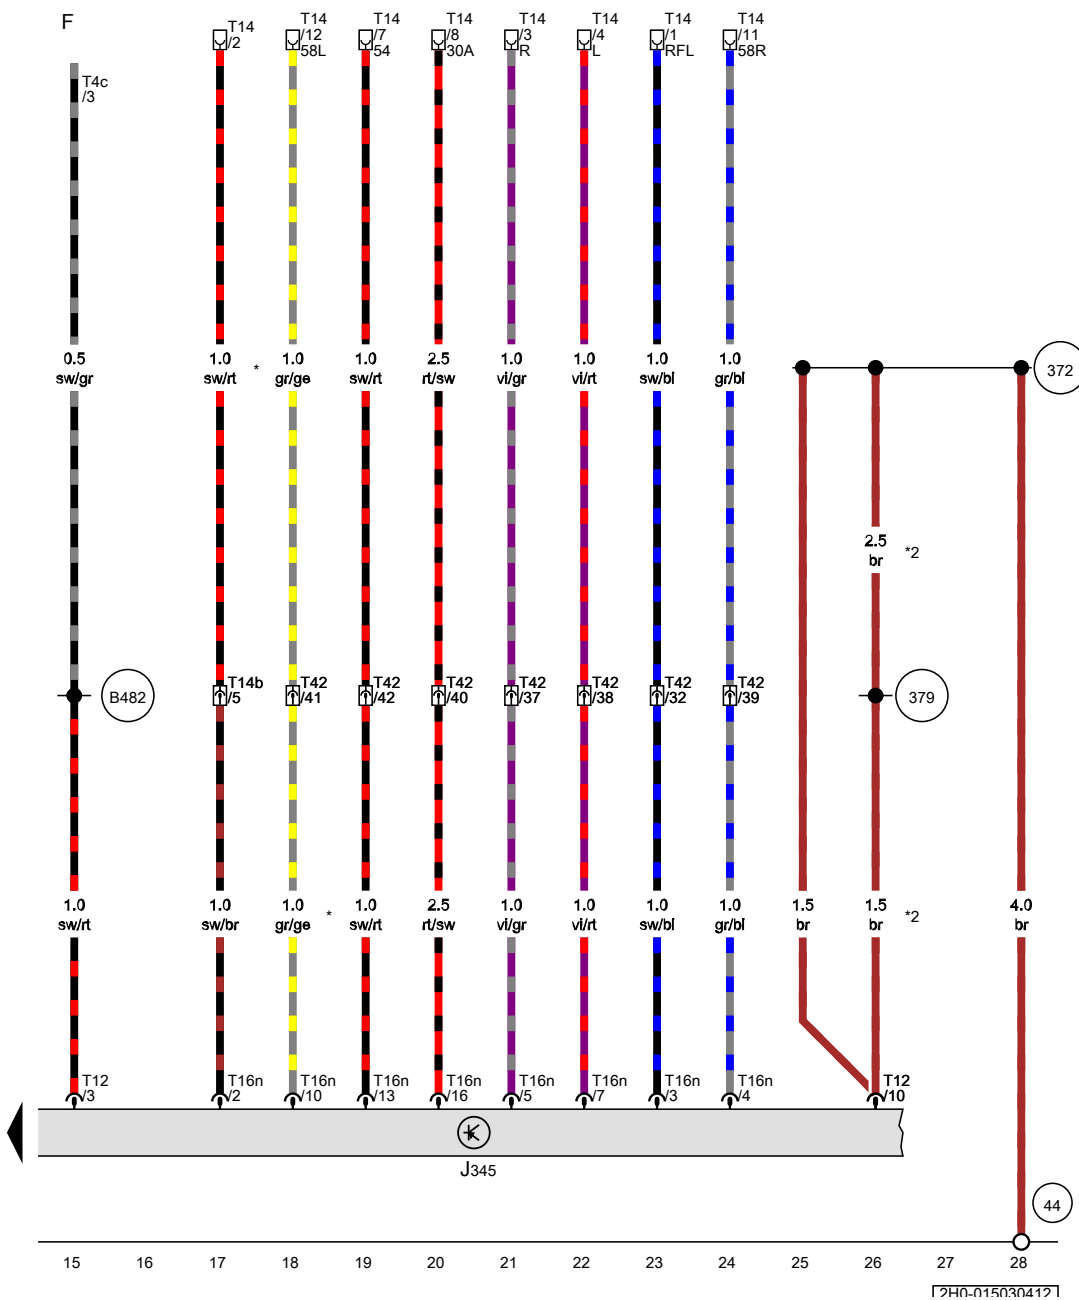 F
T14 T14 T14 T14 T14 T14 T14 T14
/2 /12 /7 /8 /3 /4 /1 /11
58L 54 30A R L RFL 58R
T4c
/3
0.5 1.0 1.0 1.0 2.5 1.0 1.0 1.0 1.0
sw/gr sw/rt * gr/ge sw/rt rt/sw vi/gr vi/rt sw/bl gr/bl
372
2.5
br *2
B482
T14b T42 T42 T42 T42 T42 T42 T42
/5 /41 /42 /40 /37 /38 /32 /39
379
1.0 1.0 1.0 1.0 2.5 1.0 1.0 1.0 1.0 1.5 1.5 4.0
sw/rt sw/br gr/ge * sw/rt rt/sw vi/gr vi/rt sw/bl gr/bl br br *2 br
T12 T16n T16n T16n T16n T16n T16n T16n T16n T12
/3 /2 /10 /13 /16 /5 /7 /3 /4 /10
J345
44
15 16 17 18 19 20 21 22 23 24 25 26 27 28
2H0-015030412